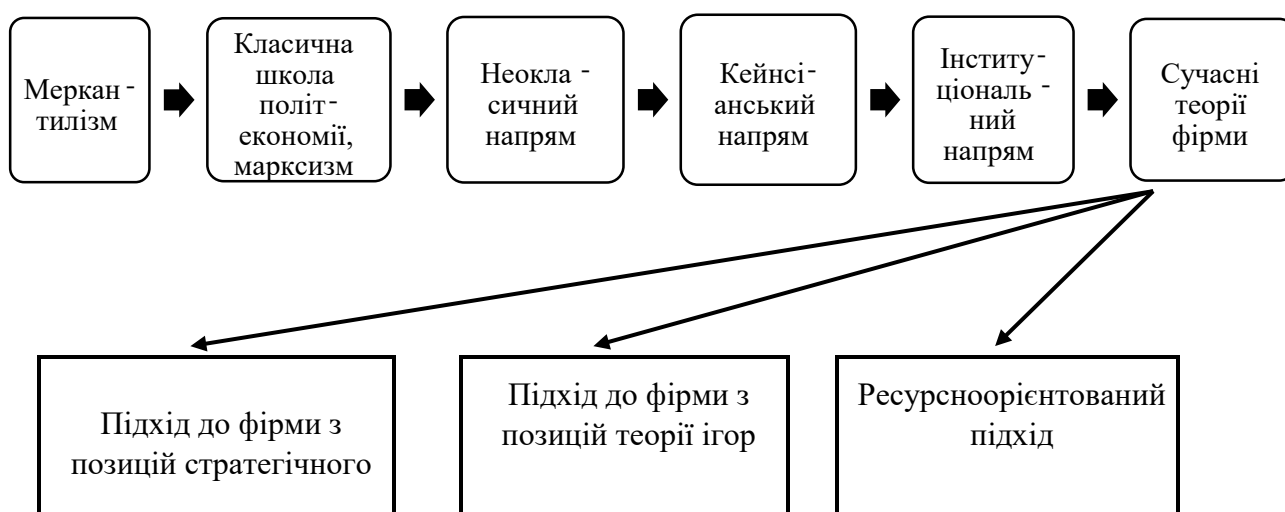 Меркан-
тилізм
Класична
школа
політ-
економії,
марксизм
Неокла-
сичний
напрям
Кейнсі-
анський
напрям
Інститу-
ціональ-
ний
напрям
Сучасні
теорії
фірми
Підхід до фірми з
позицій стратегічного
Підхід до фірми з
позицій теорії ігор
Ресурсноорієнтований
підхід